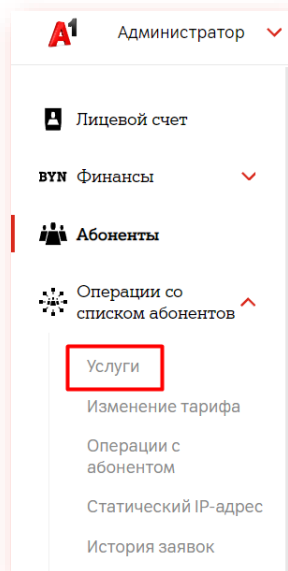 A1 Администратор
Лицевой счет
BYN Финансы
Абоненты
Операции со
списком абонентов
Услуги
Изменение тарифа
Операции с
абонентом
Статический IP-адрес
История заявок